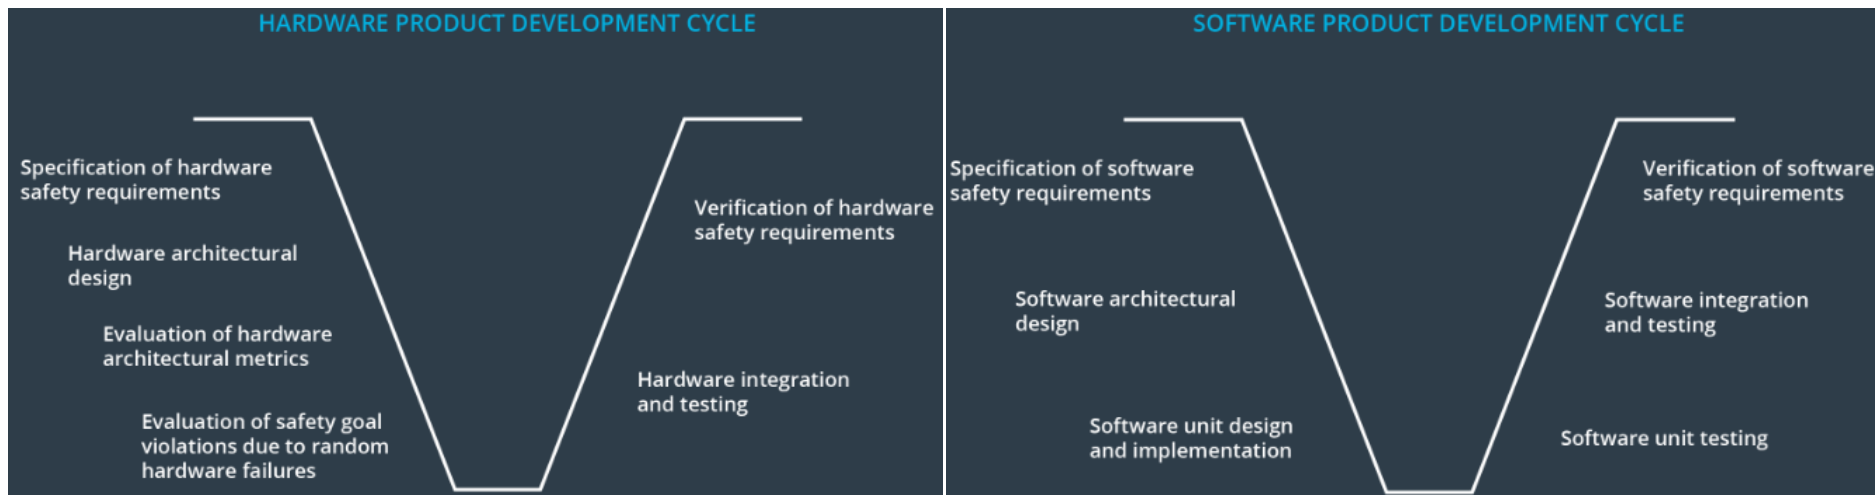 HARDWARE PRODUCT DEVELOPMENT CYCLE
Specification of hardware
safety requirements
Hardware architectural
design
Evaluation of hardware
architectural metrics
Evaluation of safety goal
violations due to random
hardware failures
Verification of hardware
safety requirements
Hardware integration
and testing
SOFTWARE PRODUCT DEVELOPMENT CYCLE
Specification of software
safety requirements
Software architectural
design
Software unit design
and implementation
Verification of software
safety requirements
Software integration
and testing
Software unit testing